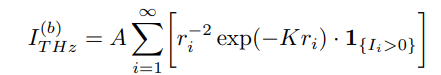 $I_{THz}^{(b)} = A \sum_{i=1}^{\infty} \left[ r_i^{-2} \exp(-K r_i) \cdot \mathbf{1}_{\{I_i > 0\}} \right]$